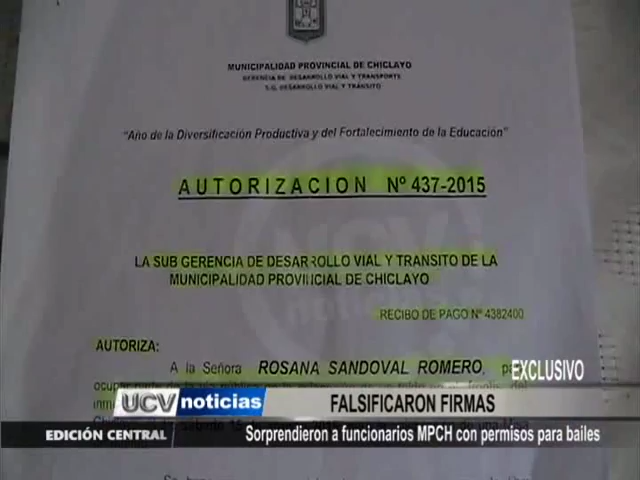 MUNICIPALIDAD PROVINCIAL DE CHICLAYO
GERENCIA DE DESARROLLO VIAL Y TRANSPORTE
S.G. DESARROLLO VIAL Y TRANSITO
"Año de la Diversificación Productiva y del Fortalecimiento de la Educación"
AUTORIZACION Nº 437-2015
LA SUB GERENCIA DE DESARROLLO VIAL Y TRANSITO DE LA
MUNICIPALIDAD PROVINCIAL DE CHICLAYO
RECIBO DE PAGO Nº 4382400
AUTORIZA:
A la Señora ROSANA SANDOVAL ROMERO,
EXCLUSIVO
UCV noticias
FALSIFICARON FIRMAS
EDICIÓN CENTRAL
Sorprendieron a funcionarios MPCH con permisos para bailes